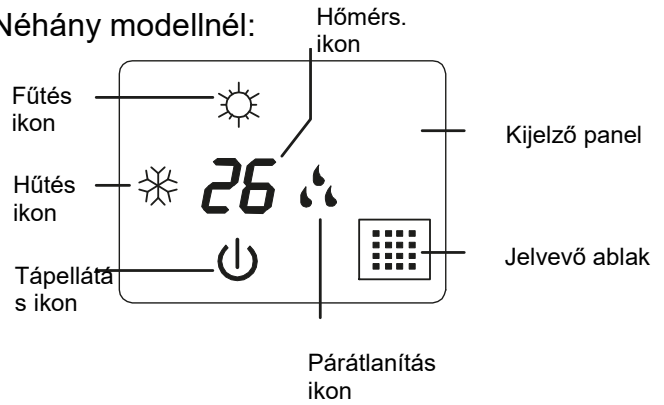 Néhány modellnél:
Hőmérs.
ikon
Fűtés
ikon
Kijelző panel
Hűtés
ikon
26
Jelvevő ablak
Tápellátá
s ikon
Párátlanítás
ikon